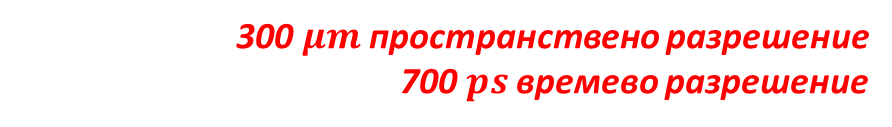 300 μm пространствено разрешение
700 ps времево разрешение